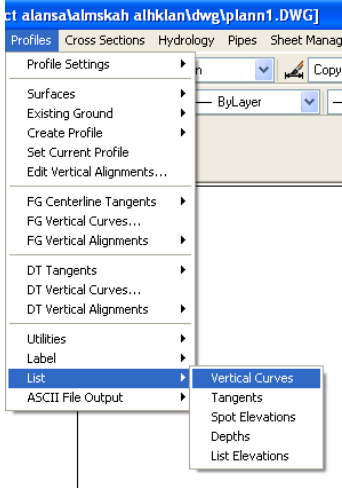 ct alansa\almskah alhklan\dwg\plann1.DWG]
Profiles Cross Sections Hydrology Pipes Sheet Manag
Profile Settings
n
Copy
Surfaces
ByLayer
Existing Ground
Create Profile
Set Current Profile
Edit Vertical Alignments...
FG Centerline Tangents
FG Vertical Curves...
FG Vertical Alignments
DT Tangents
DT Vertical Curves...
DT Vertical Alignments
Utilities
Label
List
Vertical Curves
ASCII File Output
Tangents
Spot Elevations
Depths
List Elevations